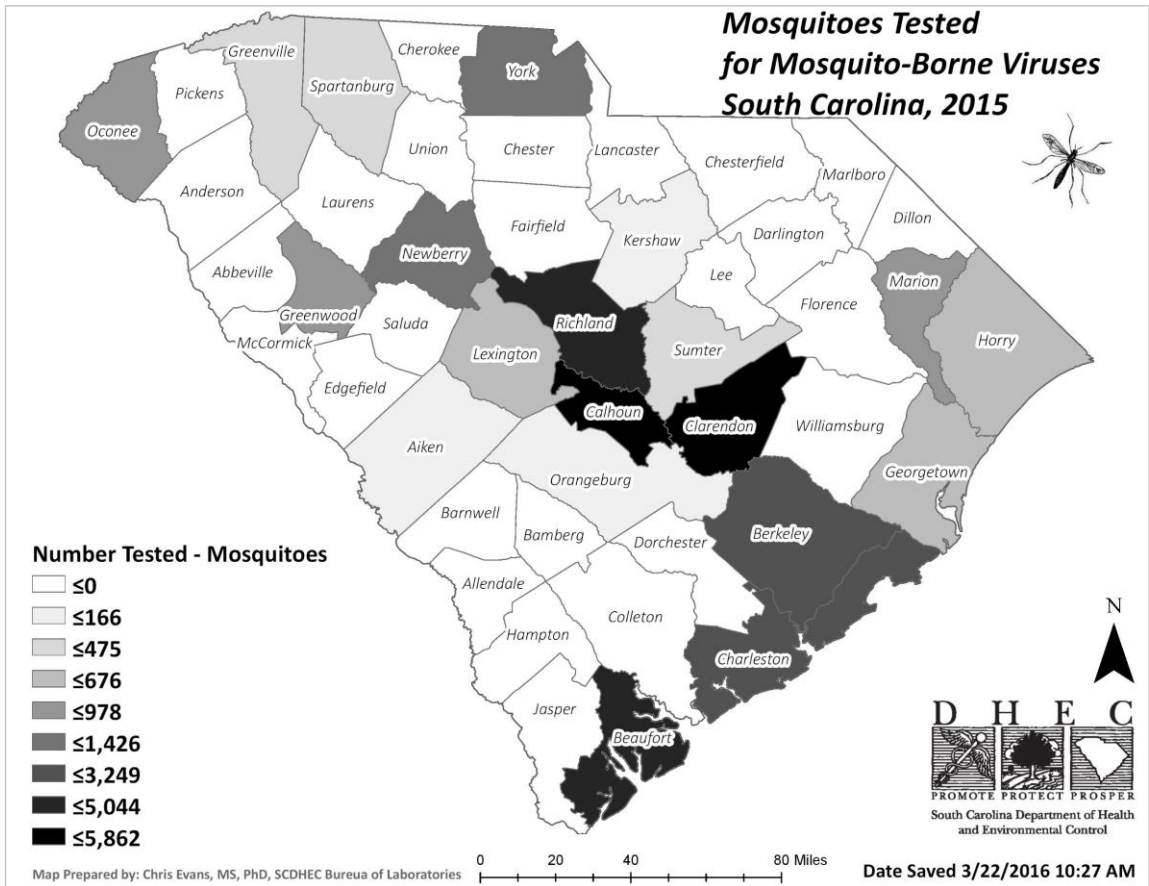 Mosquitoes Tested
for Mosquito-Borne Viruses
South Carolina, 2015
Cherokee
Greenville
York
Spartanburg
Pickens
Oconee
Union
Chester
Lancaster
Chesterfield
Marlboro
Anderson
Laurens
Dillon
Fairfield
Darlington
Kershaw
Newberry
Lee
Abbeville
Marion
Florence
Greenwood
Saluda
Richland
McCormick
Horry
Lexington
Sumter
Edgefield
Calhoun
Clarendon
Williamsburg
Aiken
Georgetown
Orangeburg
Barnwell
Bamberg
Berkeley
Dorchester
Allendale
Colleton
Hampton
Charleston
Jasper
Beaufort
Number Tested - Mosquitoes
≤0
≤166
≤475
≤676
≤978
≤1,426
≤3,249
≤5,044
≤5,862
N
D H E C
PROMOTE PROTECT PROSPER
South Carolina Department of Health
and Environmental Control
0 20 40 80 Miles
Map Prepared by: Chris Evans, MS, PhD, SCDHEC Bureua of Laboratories
Date Saved 3/22/2016 10:27 AM